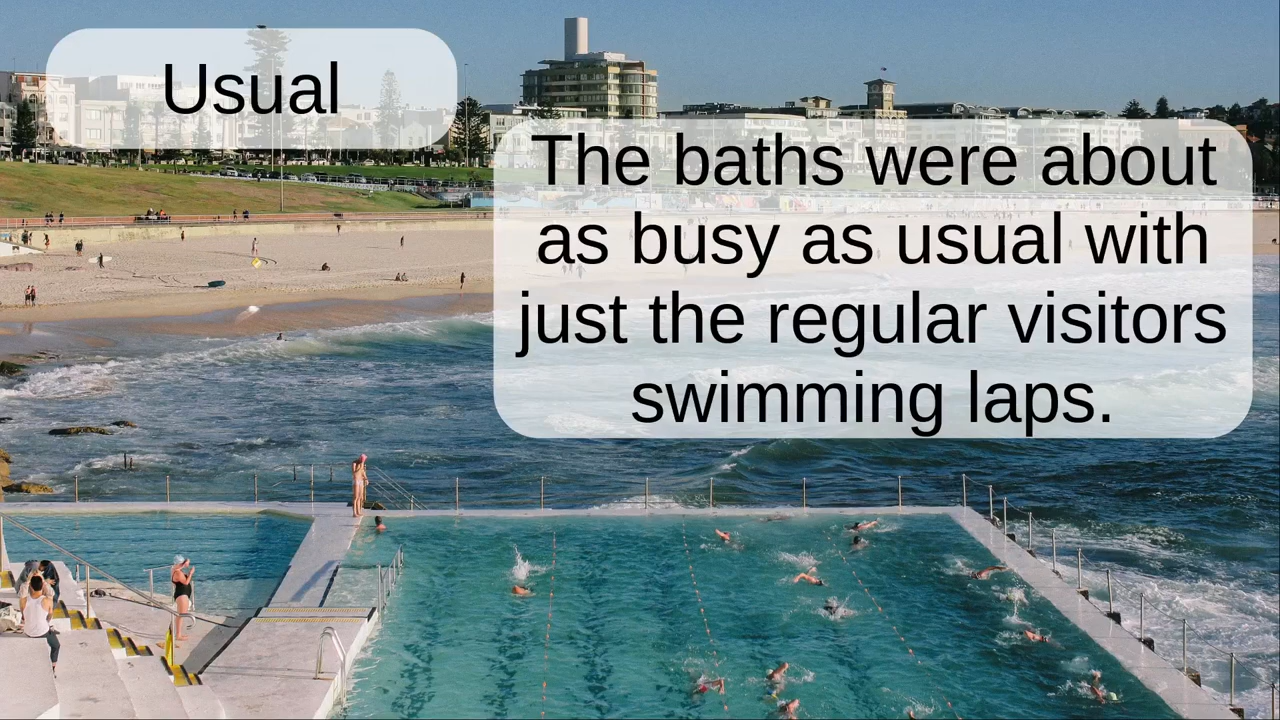 Usual
The baths were about
as busy as usual with
just the regular visitors
swimming laps.